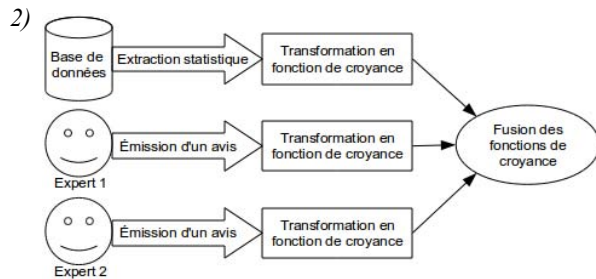 2)
Base de
données
Extraction statistique
Transformation en
fonction de croyance
Émission d'un avis
Expert 1
Transformation en
fonction de croyance
Fusion des
fonctions de
croyance
Émission d'un avis
Expert 2
Transformation en
fonction de croyance